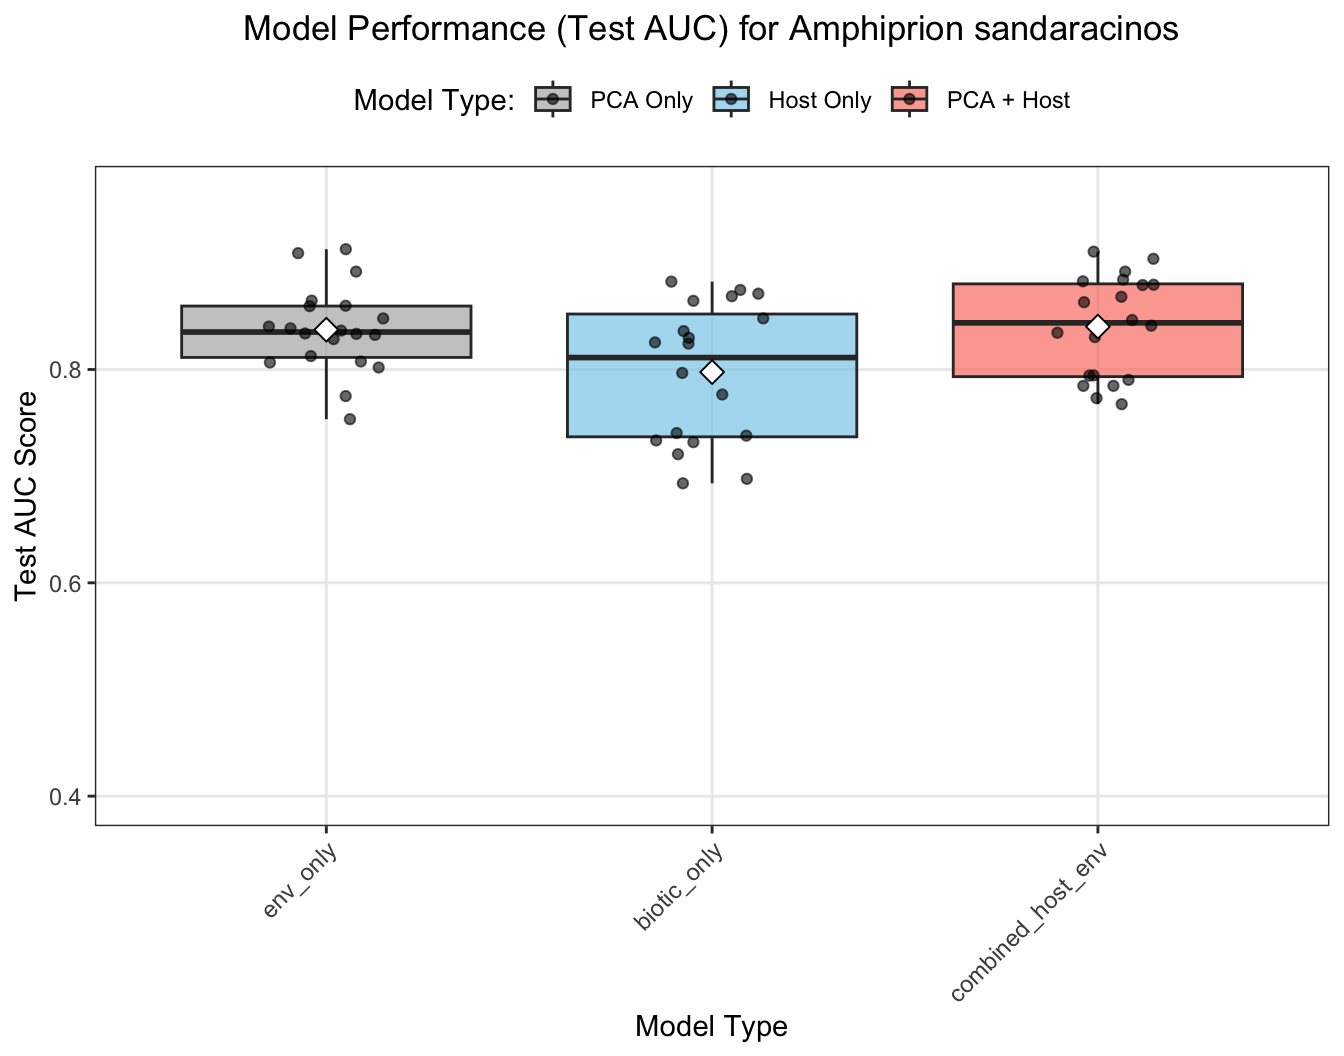 Model Performance (Test AUC) for Amphiprion sandaracinos
Model Type: PCA Only Host Only PCA + Host
Test AUC Score
0.8
0.6
0.4
env_only
biotic_only
combined_host_env
Model Type